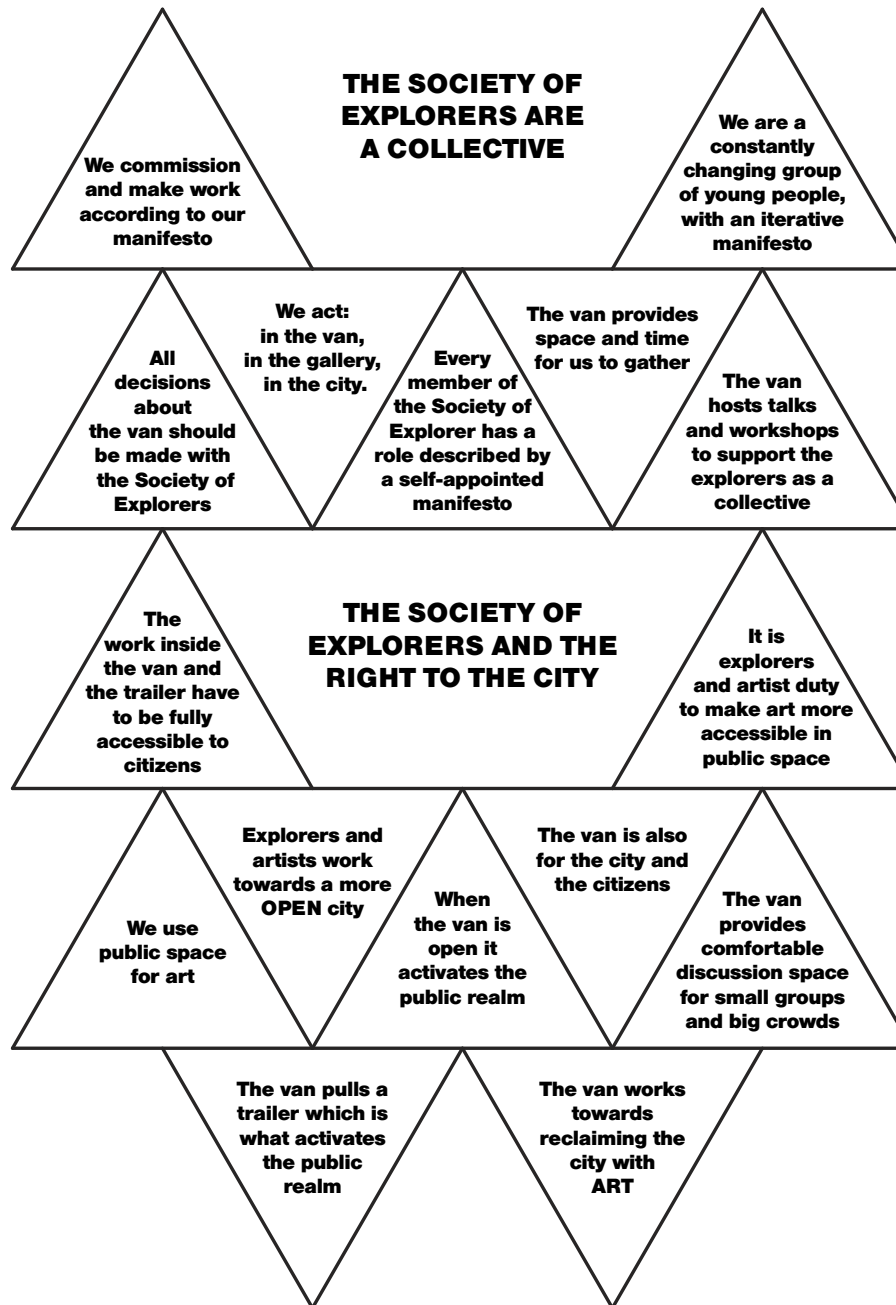 THE SOCIETY OF
EXPLORERS ARE
A COLLECTIVE
We commission
and make work
according to our
manifesto
We are a
constantly
changing group
of young people,
with an iterative
manifesto
All
decisions
about
the van should
be made with
the Society of
Explorers
We act:
in the van,
in the gallery,
in the city.
Every
member of
the Society of
Explorer has a
role described by
a self-appointed
manifesto
The van provides
space and time
for us to gather
The van
hosts talks
and workshops
to support the
explorers as a
collective
THE SOCIETY OF
EXPLORERS AND THE
RIGHT TO THE CITY
The
work inside
the van and
the trailer have
to be fully
accessible to
citizens
It is
explorers
and artist duty
to make art more
accessible in
public space
We use
public space
for art
Explorers and
artists work
towards a more
OPEN city
When
the van is
open it
activates the
public realm
The van is also
for the city and
the citizens
The van
provides
comfortable
discussion space
for small groups
and big crowds
The van pulls a
trailer which is
what activates
the public
realm
The van works
towards
reclaiming the
city with
ART